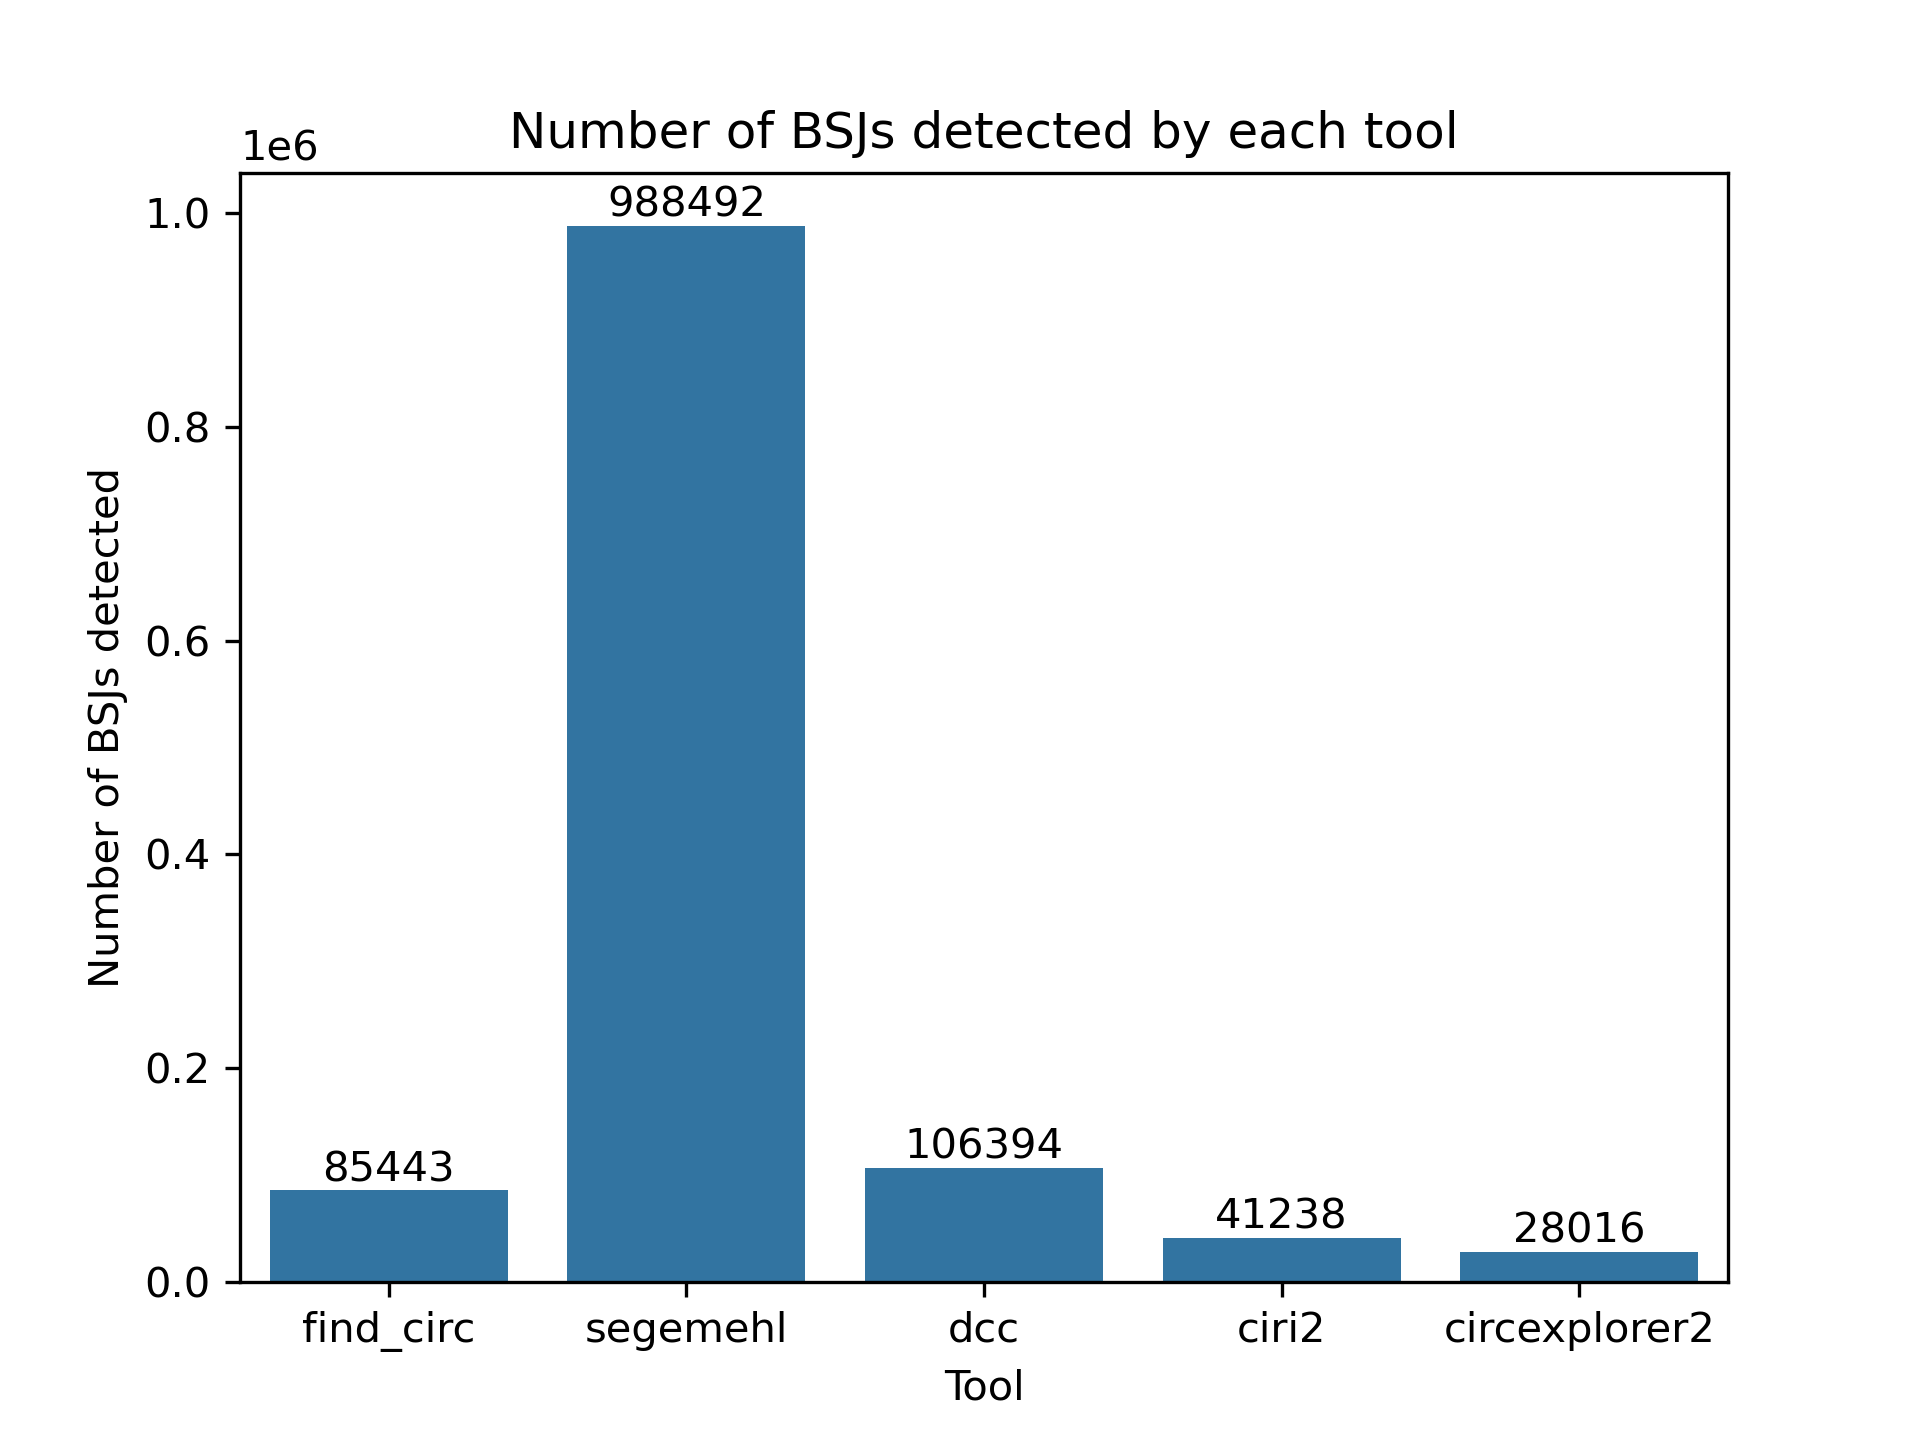 Number of BSJs detected by each tool
1e6
1.0
0.8
0.6
0.4
0.2
0.0
Number of BSJs detected
85443
988492
106394
41238
28016
find_circ
segemehl
dcc
ciri2
circexplorer2
Tool